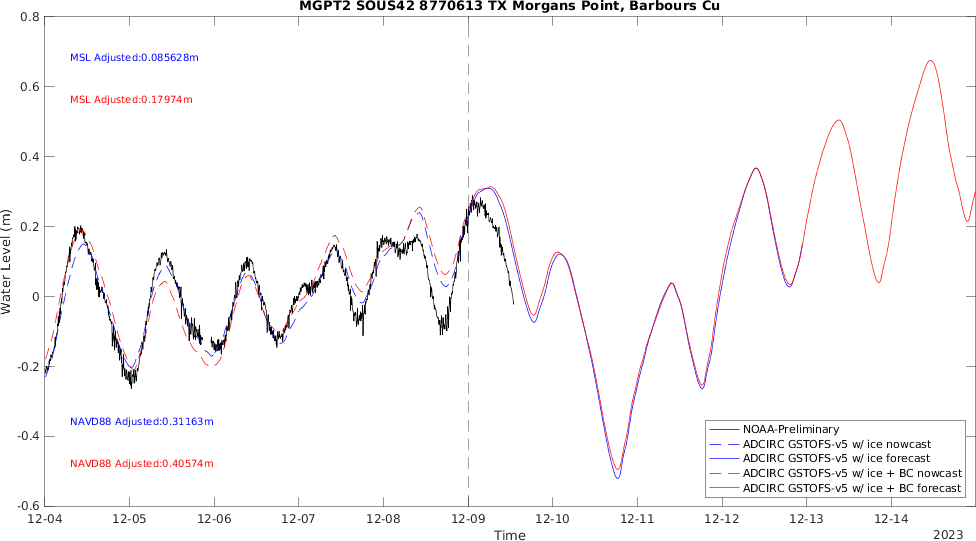 MGPT2 SOUS42 8770613 TX Morgans Point, Barbours Cu
0.8
0.6
0.4
0.2
0
-0.2
-0.4
-0.6
Water Level (m)
MSL Adjusted:0.085628m
MSL Adjusted:0.17974m
NAVD88 Adjusted:0.31163m
NAVD88 Adjusted:0.40574m
NOAA-Preliminary
ADCIRC GSTOFS-v5 w/ ice nowcast
ADCIRC GSTOFS-v5 w/ ice forecast
ADCIRC GSTOFS-v5 w/ ice + BC nowcast
ADCIRC GSTOFS-v5 w/ ice + BC forecast
12-04 12-05 12-06 12-07 12-08 12-09 12-10 12-11 12-12 12-13 12-14
Time
2023